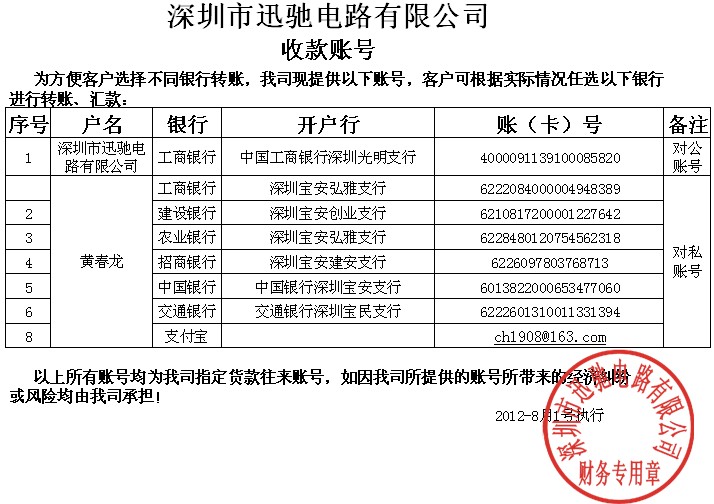 深圳市迅驰电路有限公司
收款账号
为方便客户选择不同银行转账，我司现提供以下账号，客户可根据实际情况任选以下银行
进行转账、汇款：
序号 户名 银行 开户行 账（卡）号 备注
1 深圳市迅驰电路有限公司 工商银行 中国工商银行深圳光明支行 4000091139100085820 对公账号
黄春龙 对私账号
工商银行 深圳宝安弘雅支行 6222084000004948389
2 建设银行 深圳宝安创业支行 6210817200001227642
3 农业银行 深圳宝安弘雅支行 6228480120754562318
4 招商银行 深圳宝安建安支行 6226097803768713
5 中国银行 中国银行深圳宝安支行 6013822000653477060
6 交通银行 交通银行深圳宝民支行 6222601310011331394
8 支付宝 chl908@163.com
以上所有账号均为我司指定货款往来账号，如因我司所提供的账号所带来的经济纠纷
或风险均由我司承担!
2012-8月1号执行
深圳市迅驰电路有限公司
财务专用章